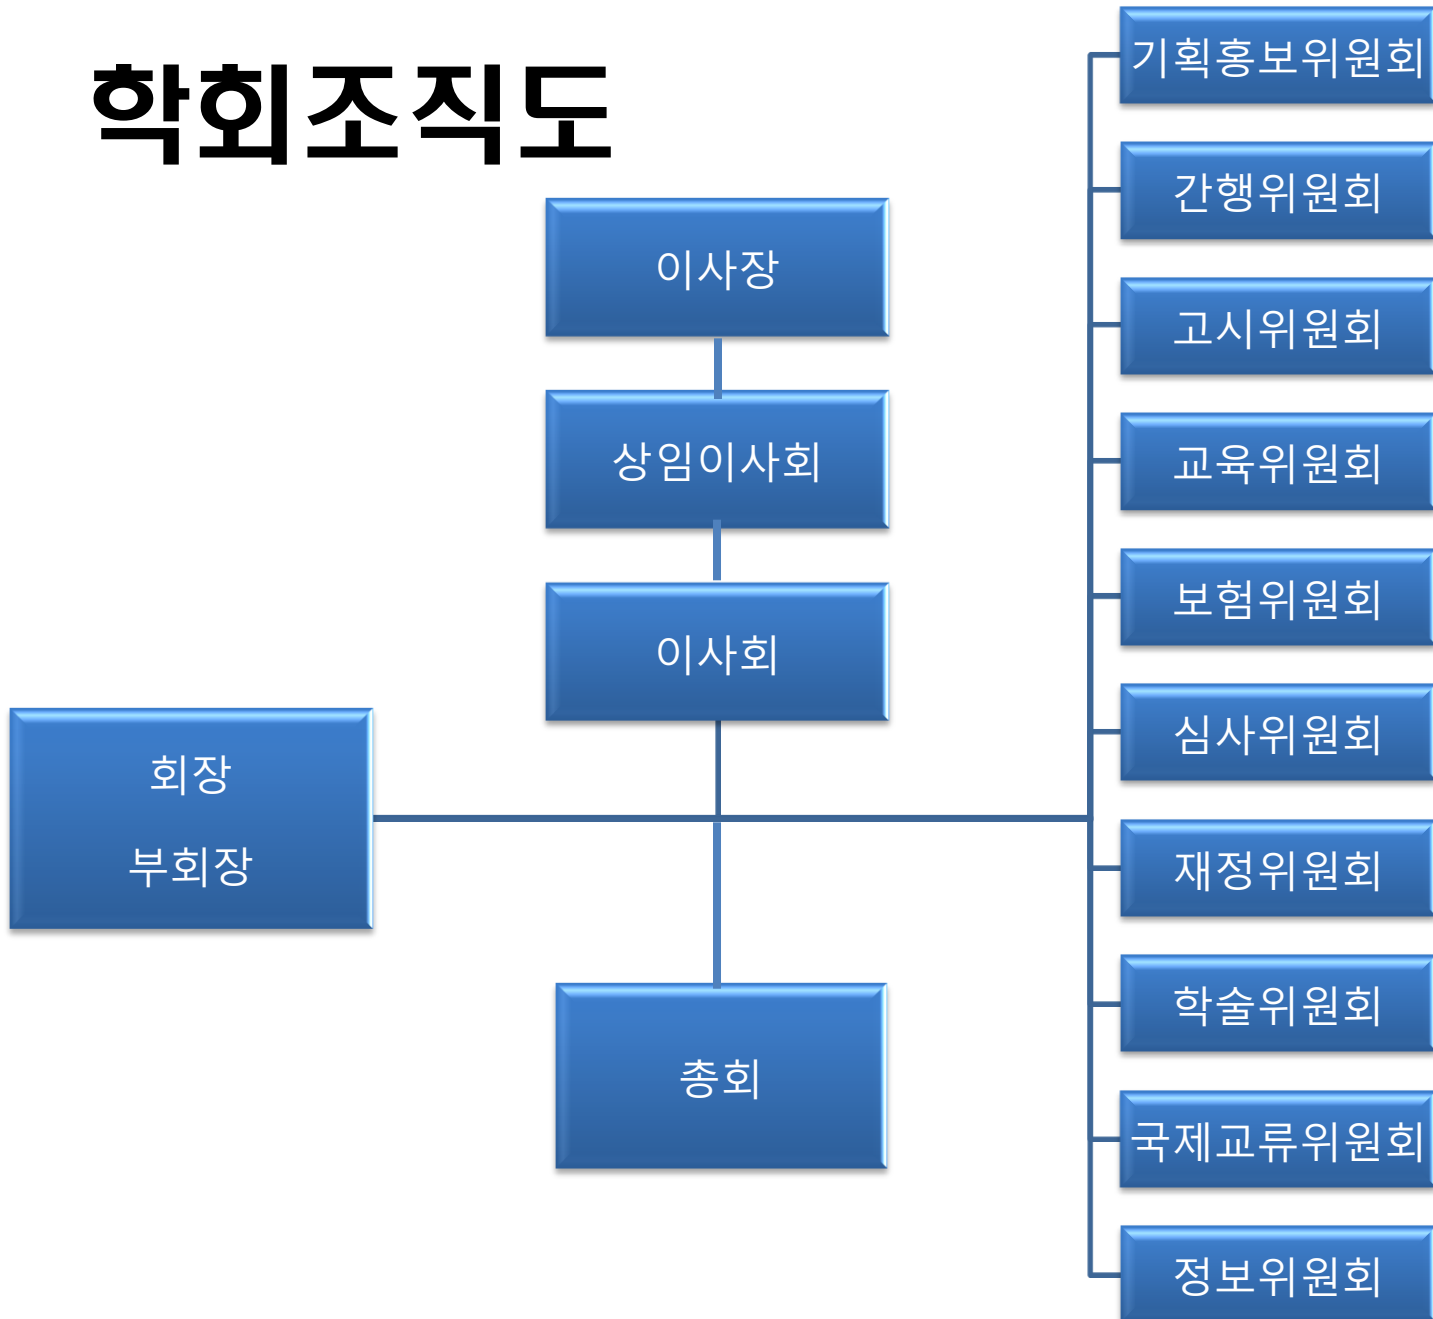 학회조직도
이사장
상임이사회
이사회
회장
부회장
총회
기획홍보위원회
간행위원회
고시위원회
교육위원회
보험위원회
심사위원회
재정위원회
학술위원회
국제교류위원회
정보위원회